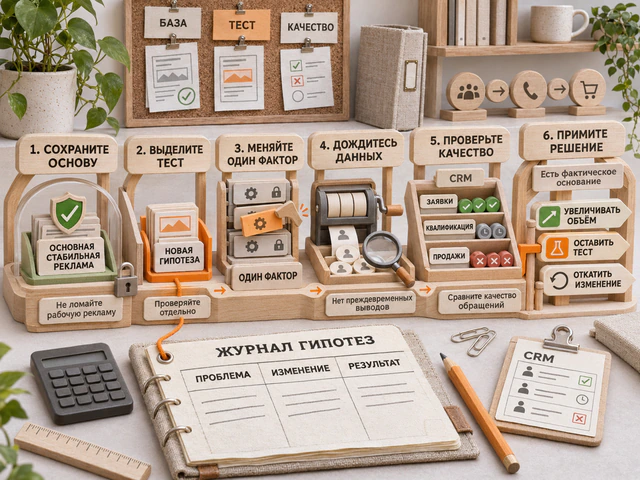 БАЗА
ТЕСТ
КАЧЕСТВО
1. СОХРАНИТЕ
ОСНОВУ
2. ВЫДЕЛИТЕ
ТЕСТ
3. МЕНЯЙТЕ
ОДИН ФАКТОР
4. ДОЖДИТЕСЬ
ДАННЫХ
5. ПРОВЕРЬТЕ
КАЧЕСТВО
6. ПРИМИТЕ
РЕШЕНИЕ
ОСНОВНАЯ
СТАБИЛЬНАЯ
РЕКЛАМА
Не ломайте
рабочую рекламу
НОВАЯ
ГИПОТЕЗА
Проверяйте
отдельно
ОДИН ФАКТОР
Нет преждевременных
выводов
CRM
ЗАЯВКИ
КВАЛИФИКАЦИЯ
ПРОДАЖИ
Сравните качество
обращений
Есть фактическое
основание
УВЕЛИЧИВАТЬ
ОБЪЁМ
ОСТАВИТЬ
ТЕСТ
ОТКАТИТЬ
ИЗМЕНЕНИЕ
ЖУРНАЛ ГИПОТЕЗ
ПРОБЛЕМА
ИЗМЕНЕНИЕ
РЕЗУЛЬТАТ
CRM